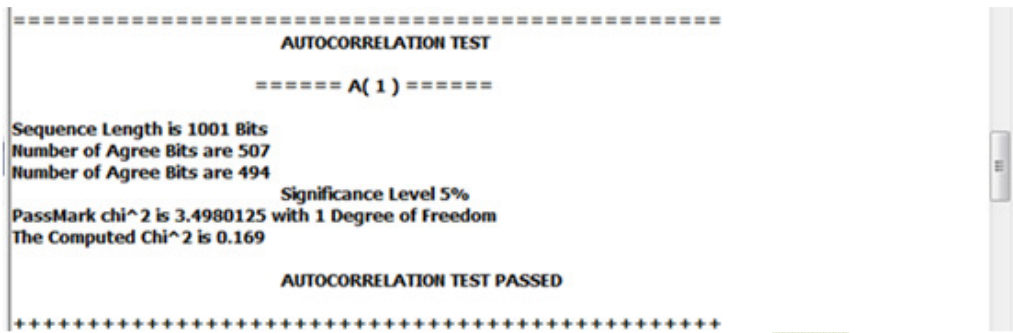 ================================================
AUTOCORRELATION TEST
====== A( 1 ) ======
Sequence Length is 1001 Bits
Number of Agree Bits are 507
Number of Agree Bits are 494
Significance Level 5%
PassMark chi^2 is 3.4980125 with 1 Degree of Freedom
The Computed Chi^2 is 0.169
AUTOCORRELATION TEST PASSED
++++++++++++++++++++++++++++++++++++++++++++++++